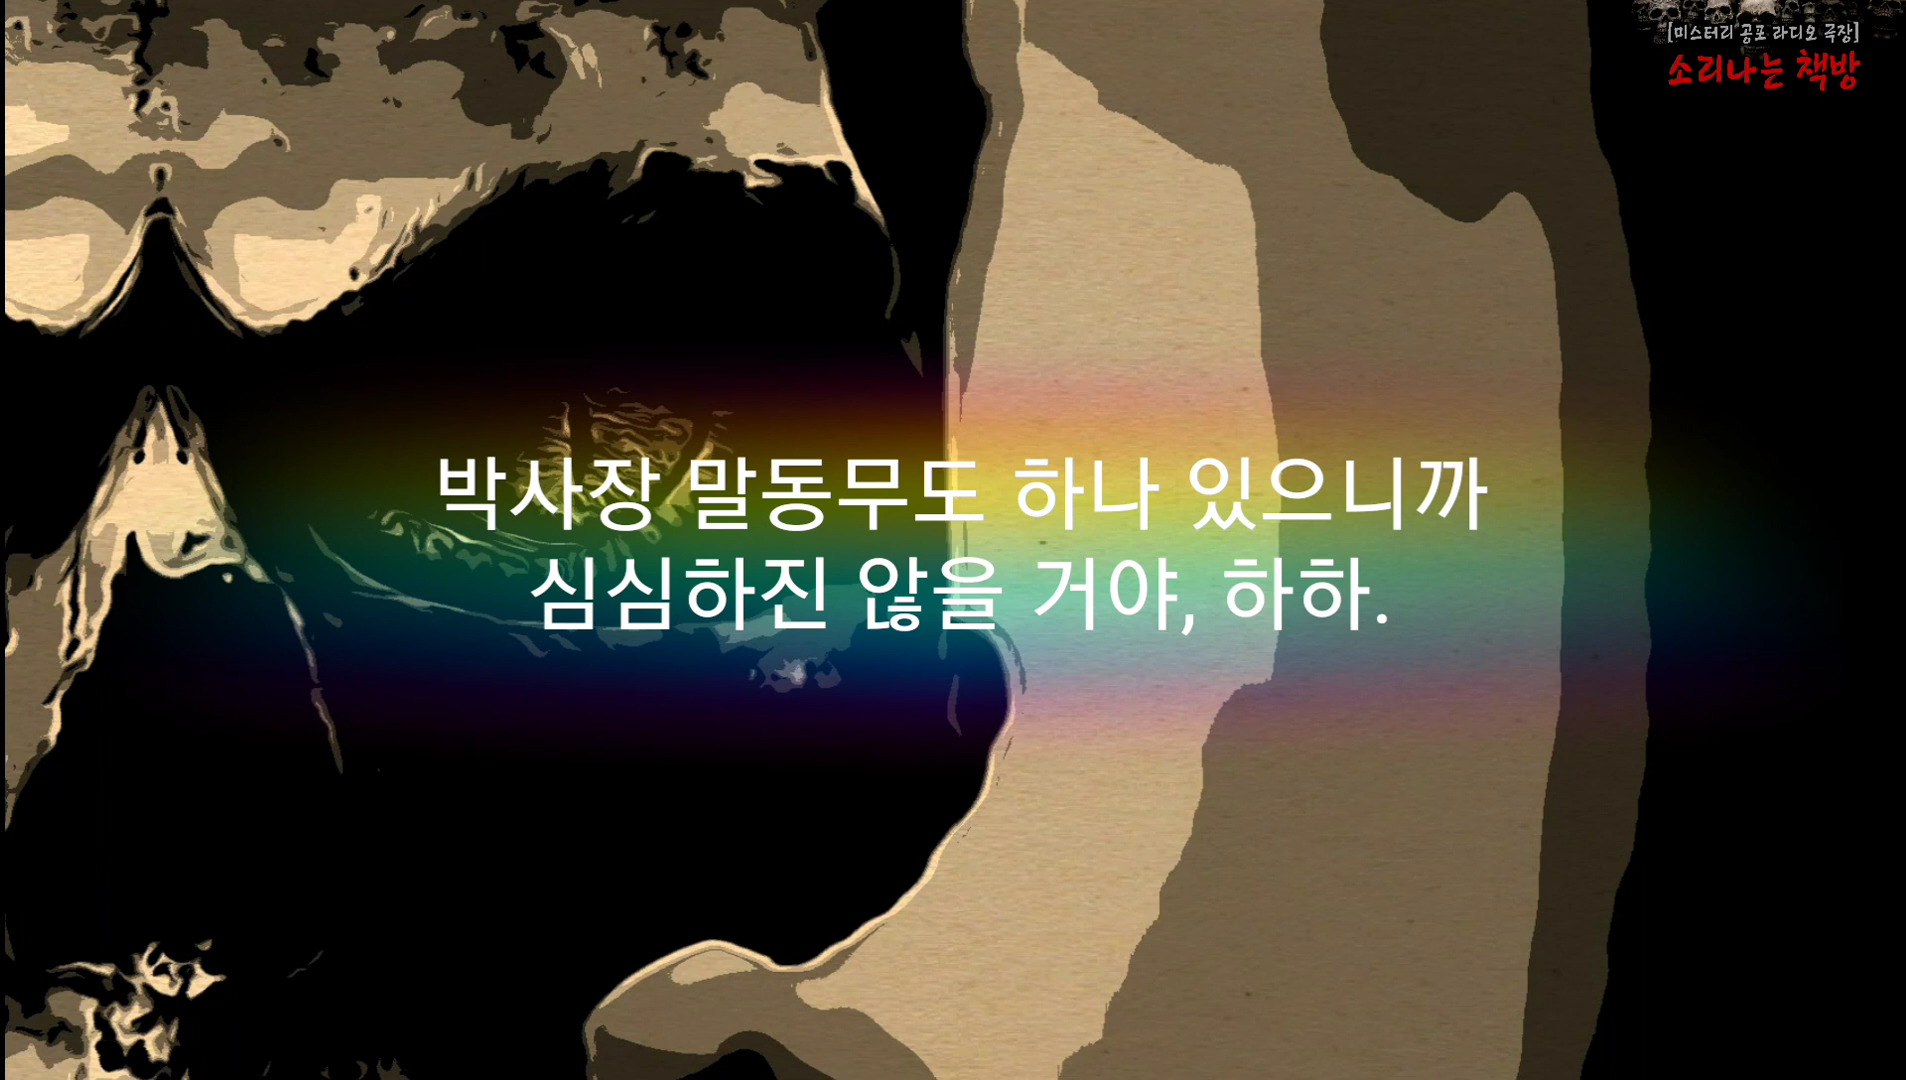 [미스터리 공포 라디오 극장]
소리나는 책방
박사장 말동무도 하나 있으니까
심심하진 않을 거야, 하하.